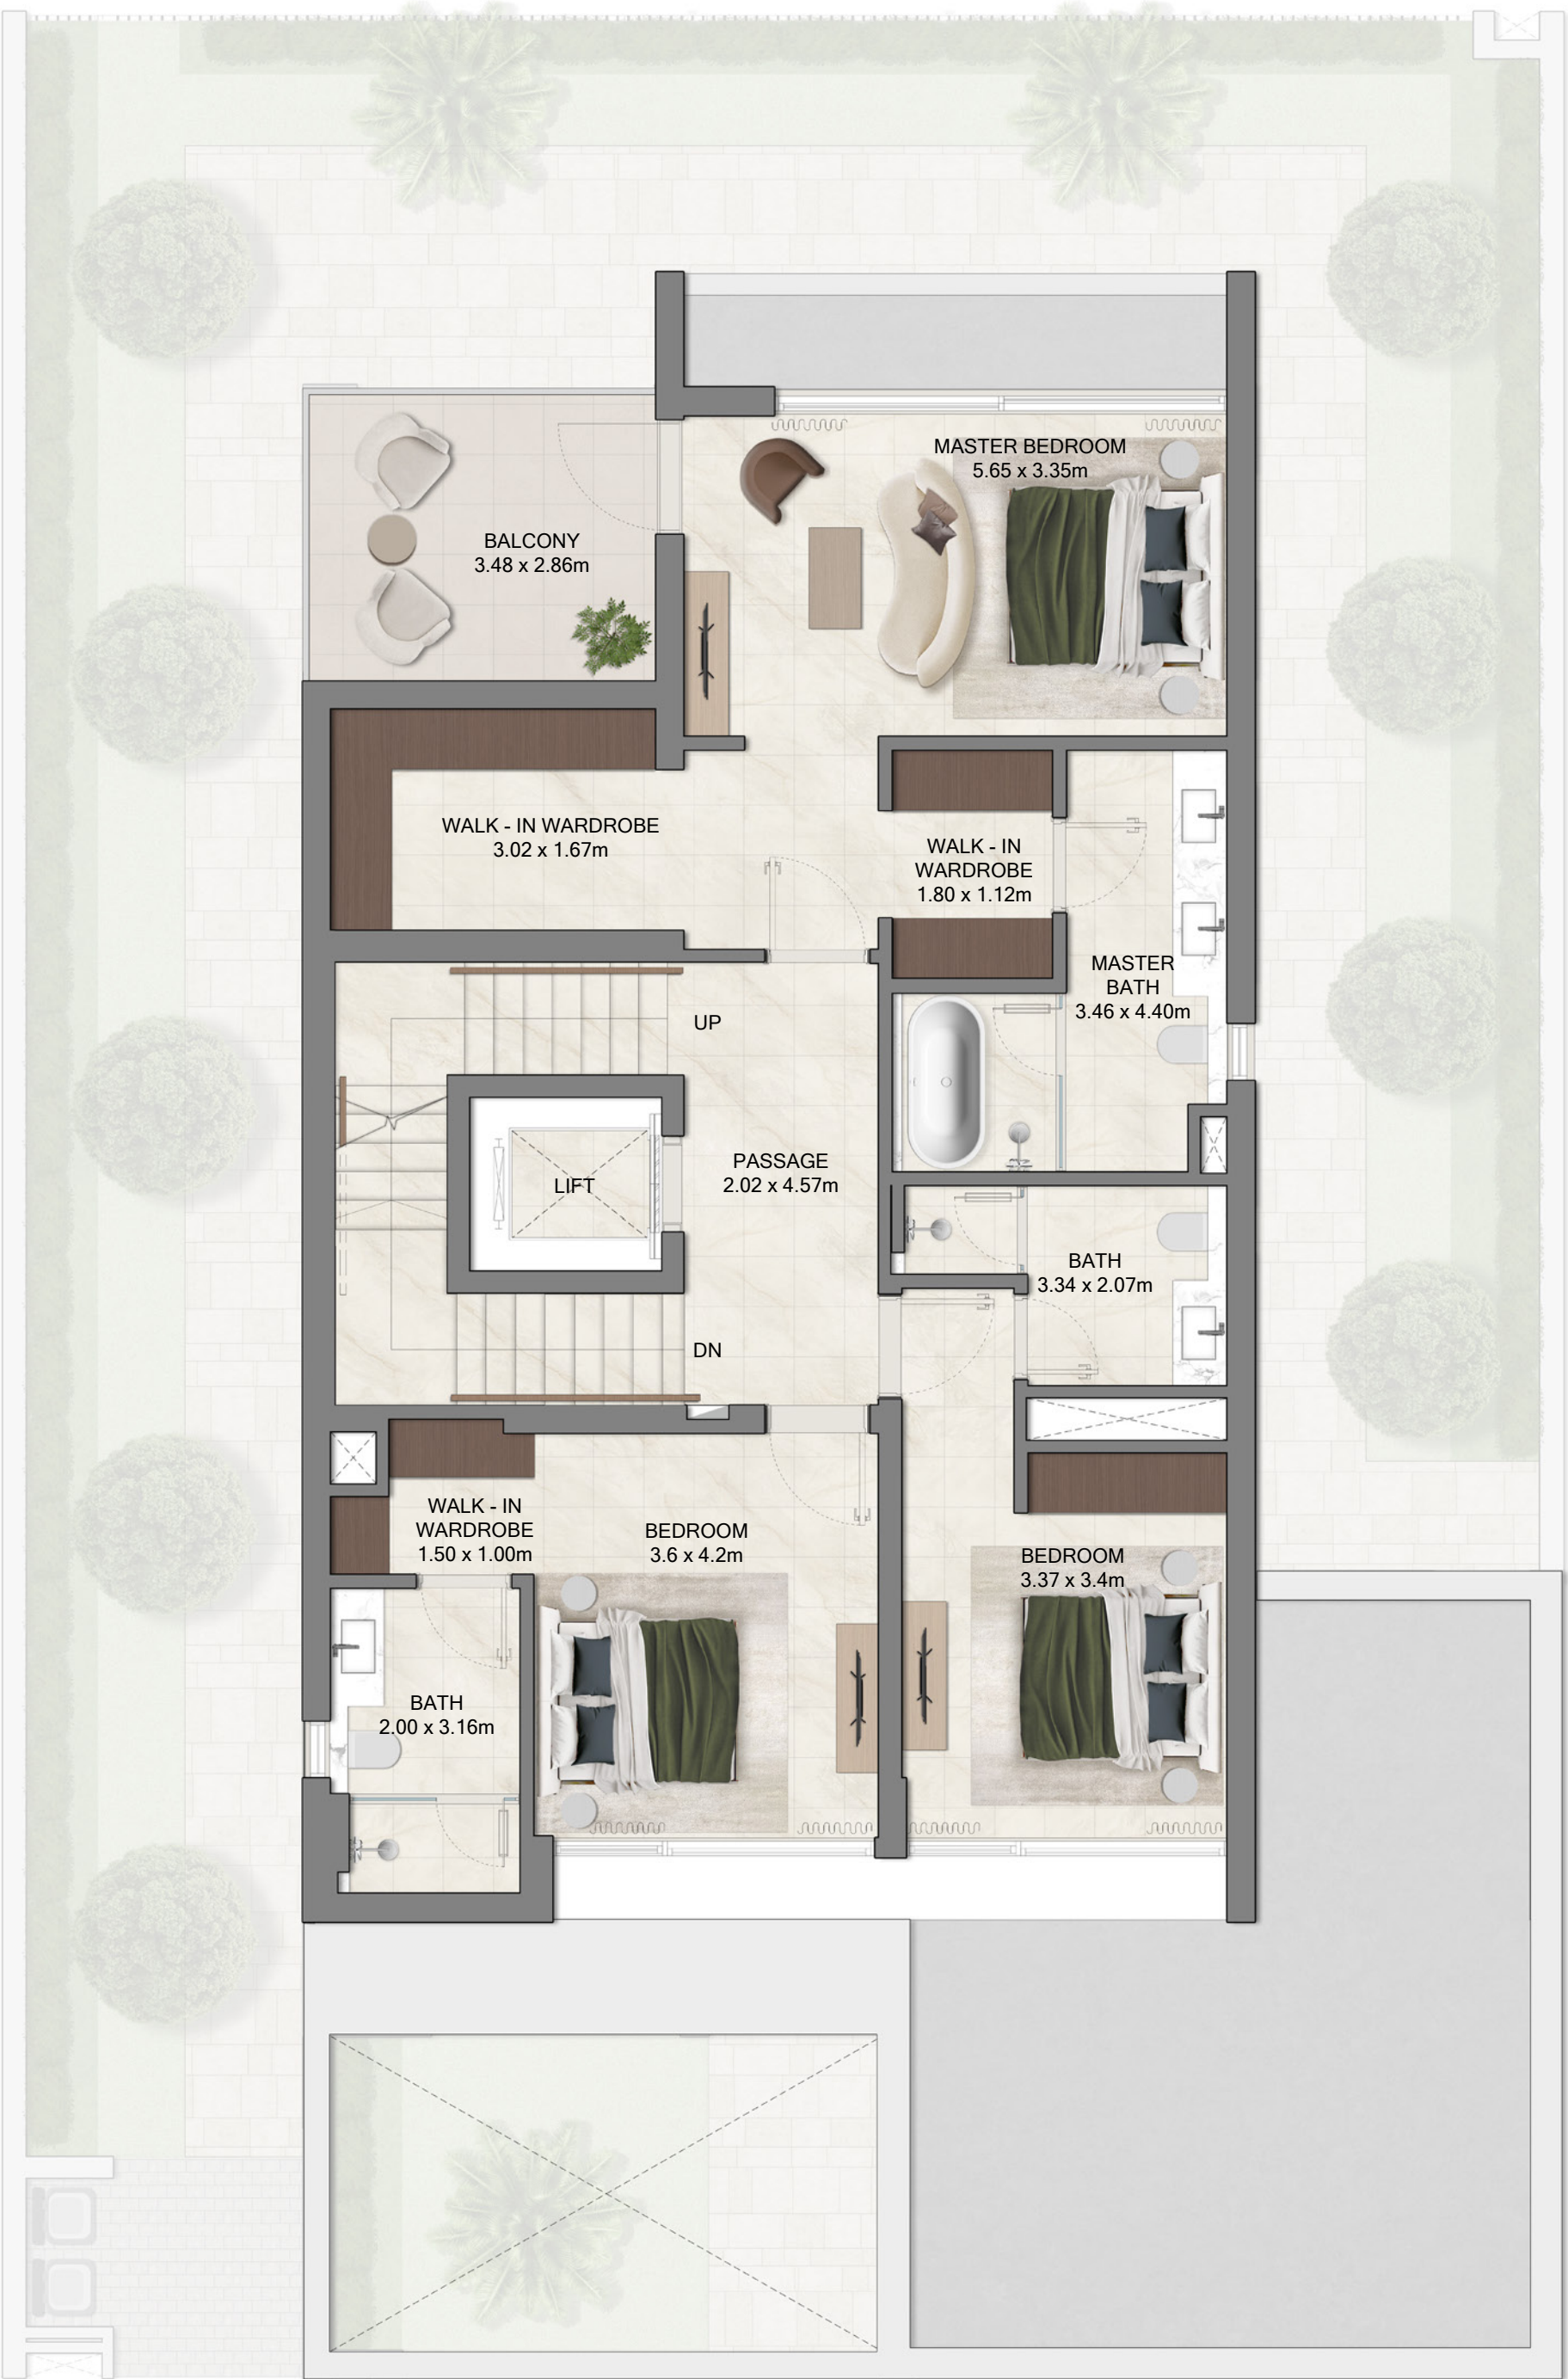 MASTER BEDROOM
5.65 x 3.35m
BALCONY
3.48 x 2.86m
WALK - IN WARDROBE
3.02 x 1.67m
WALK - IN
WARDROBE
1.80 x 1.12m
MASTER
BATH
3.46 x 4.40m
UP
PASSAGE
2.02 x 4.57m
LIFT
BATH
3.34 x 2.07m
DN
WALK - IN
WARDROBE
1.50 x 1.00m
BEDROOM
3.6 x 4.2m
BEDROOM
3.37 x 3.4m
BATH
2.00 x 3.16m